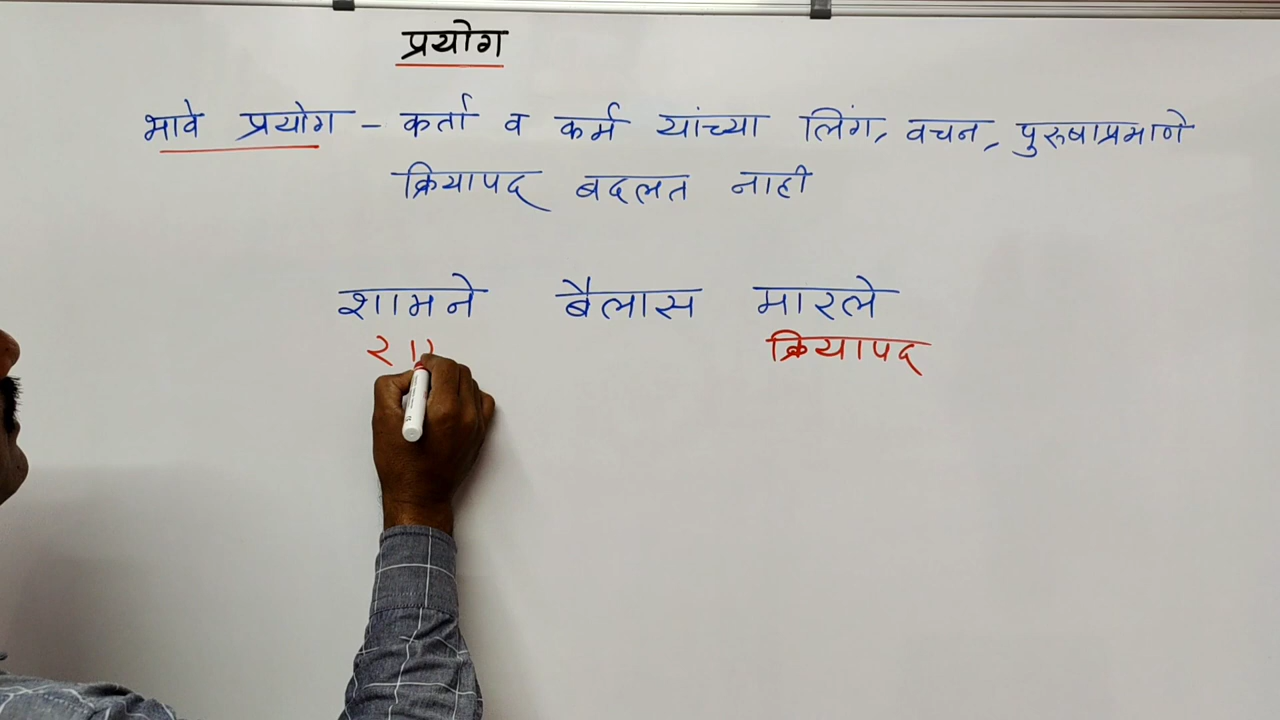 प्रयोग
भावे प्रयोग - कर्ता व कर्म यांच्या लिंग, वचन, पुरुषाप्रमाणे
क्रियापद बदलत नाही
शामने बैलास मारले
क्रियापद